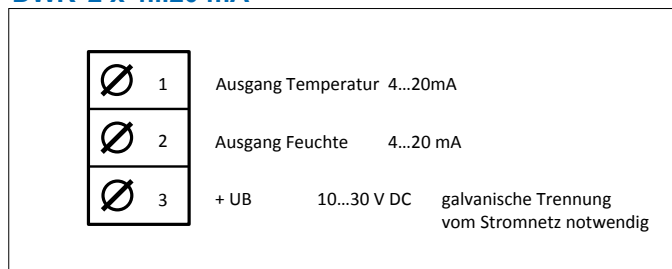 1 Ausgang Temperatur 4...20mA
2 Ausgang Feuchte 4...20 mA
3 + UB 10...30 V DC galvanische Trennung
vom Stromnetz notwendig